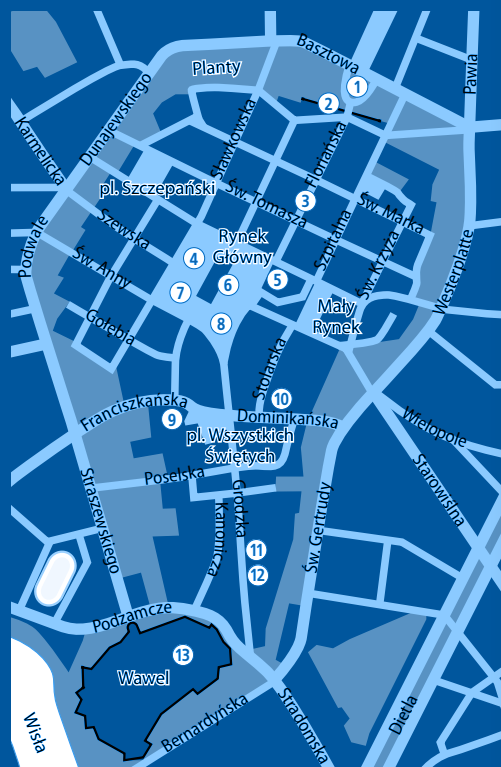 Basztowa
Pawia
Planty
1
2
Dunajewskiego
Karmelicka
Sławkowska
Floriańska
pl. Szczepański
Św. Tomasza
3
Św. Marka
Szpitalna
Św. Krzyża
Szewska
Podwale
Rynek
Główny
4
Św. Anny
5
6
7
Westerplatte
Mały
Rynek
8
Gołębia
Stolarska
10
Franciszkańska
9
Dominikańska
Wielopole
pl. Wszystkich
Świętych
Starowiślna
Poselska
Straszewskiego
Grodzka
Kanonicza
Św. Gertrudy
11
12
Podzamcze
13
Wawel
Wisła
Bernardyńska
Stradomska
Dietla